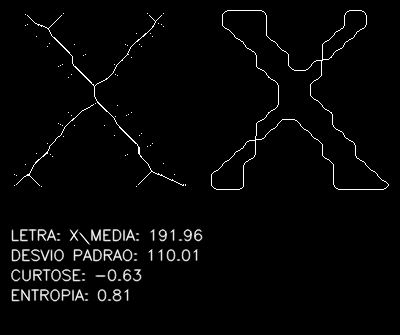 LETRA: X\MEDIA: 191.96
DESVIO PADRAO: 110.01
CURTOSE: -0.63
ENTROPIA: 0.81